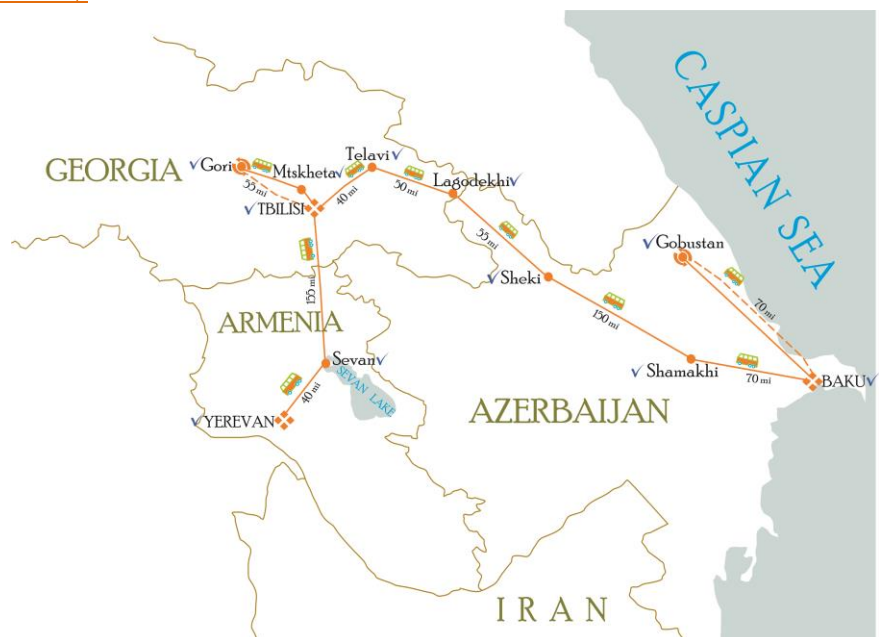 CASPIAN SEA
GEORGIA
Gori
Mtskheta
Telavi
Lagodekhi
TBILISI
55 mi
40 mi
50 mi
55 mi
Gobustan
Sheki
155 mi
70 mi
150 mi
ARMENIA
Sevan
SEVAN LAKE
40 mi
YEREVAN
Shamakhi
70 mi
BAKU
AZERBAIJAN
IRAN